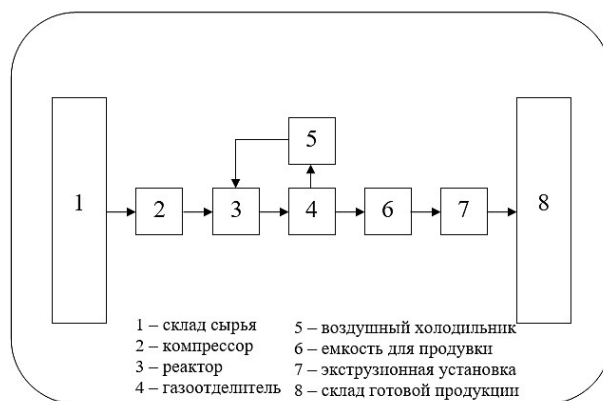 5
1
2
3
4
6
7
8
1 – склад сырья
2 – компрессор
3 – реактор
4 – газоотделитель
5 – воздушный холодильник
6 – емкость для продувки
7 – экструзионная установка
8 – склад готовой продукции